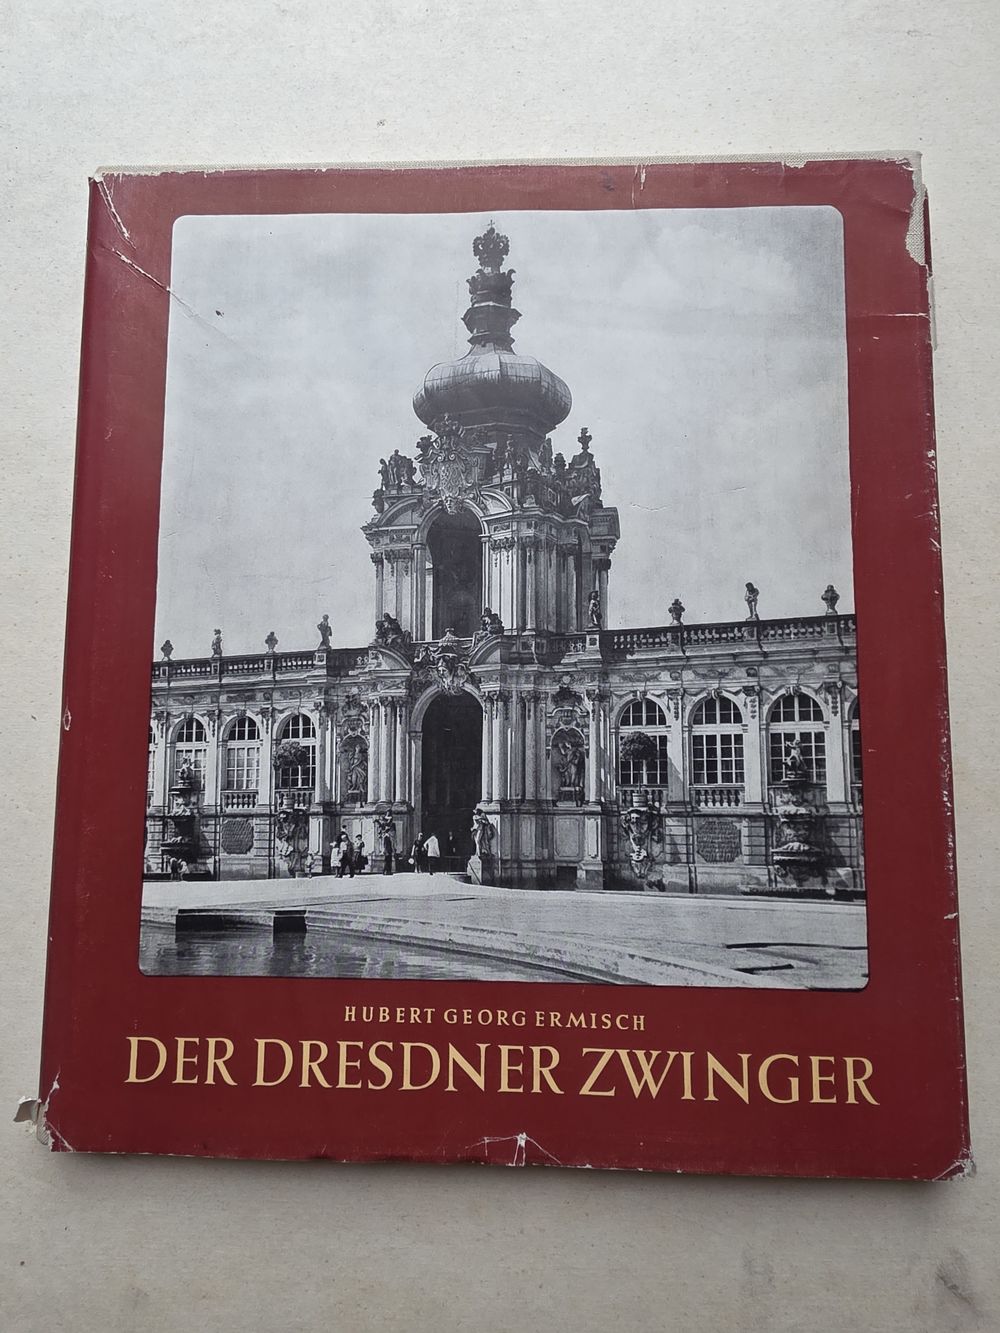 HUBERT GEORG ERMISCH
DER DRESDNER ZWINGER